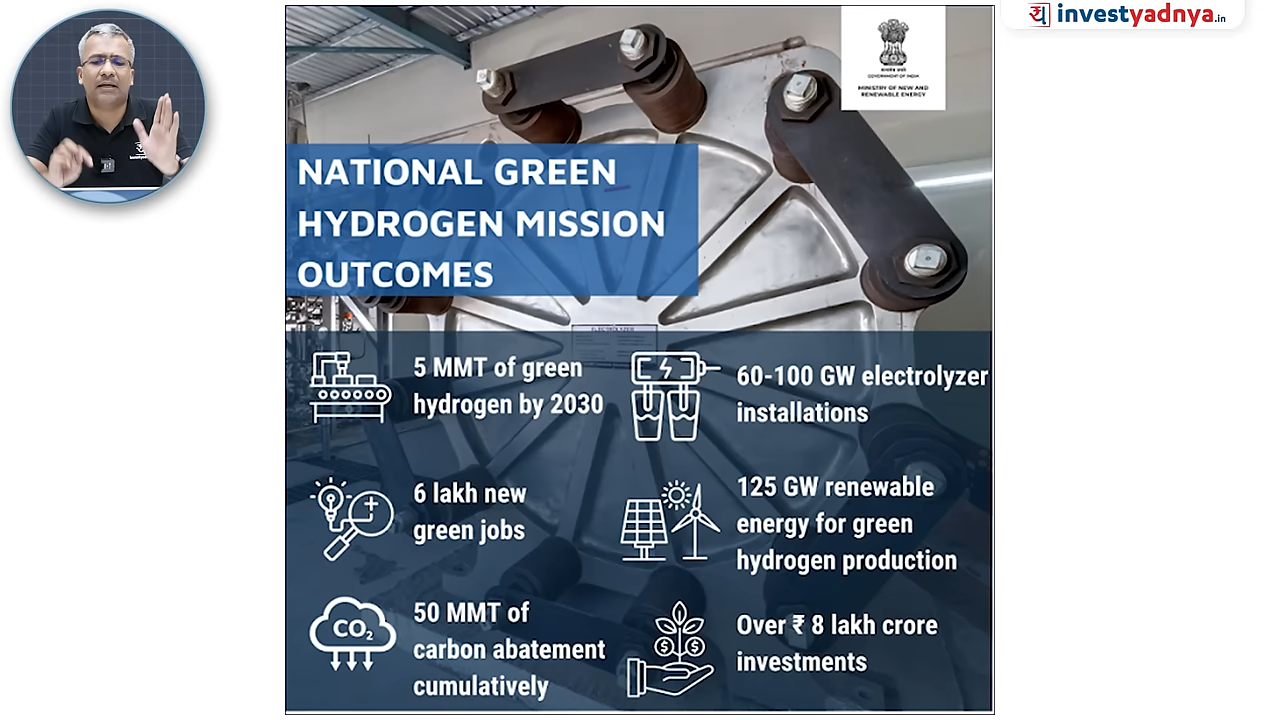 investyadnya.in
GOVERNMENT OF INDIA
MINISTRY OF NEW AND
RENEWABLE ENERGY
NATIONAL GREEN
HYDROGEN MISSION
OUTCOMES
ELECTROLYZER
5 MMT of green
hydrogen by 2030
60-100 GW electrolyzer
installations
6 lakh new
green jobs
125 GW renewable
energy for green
hydrogen production
CO₂
50 MMT of
carbon abatement
cumulatively
Over ₹ 8 lakh crore
investments